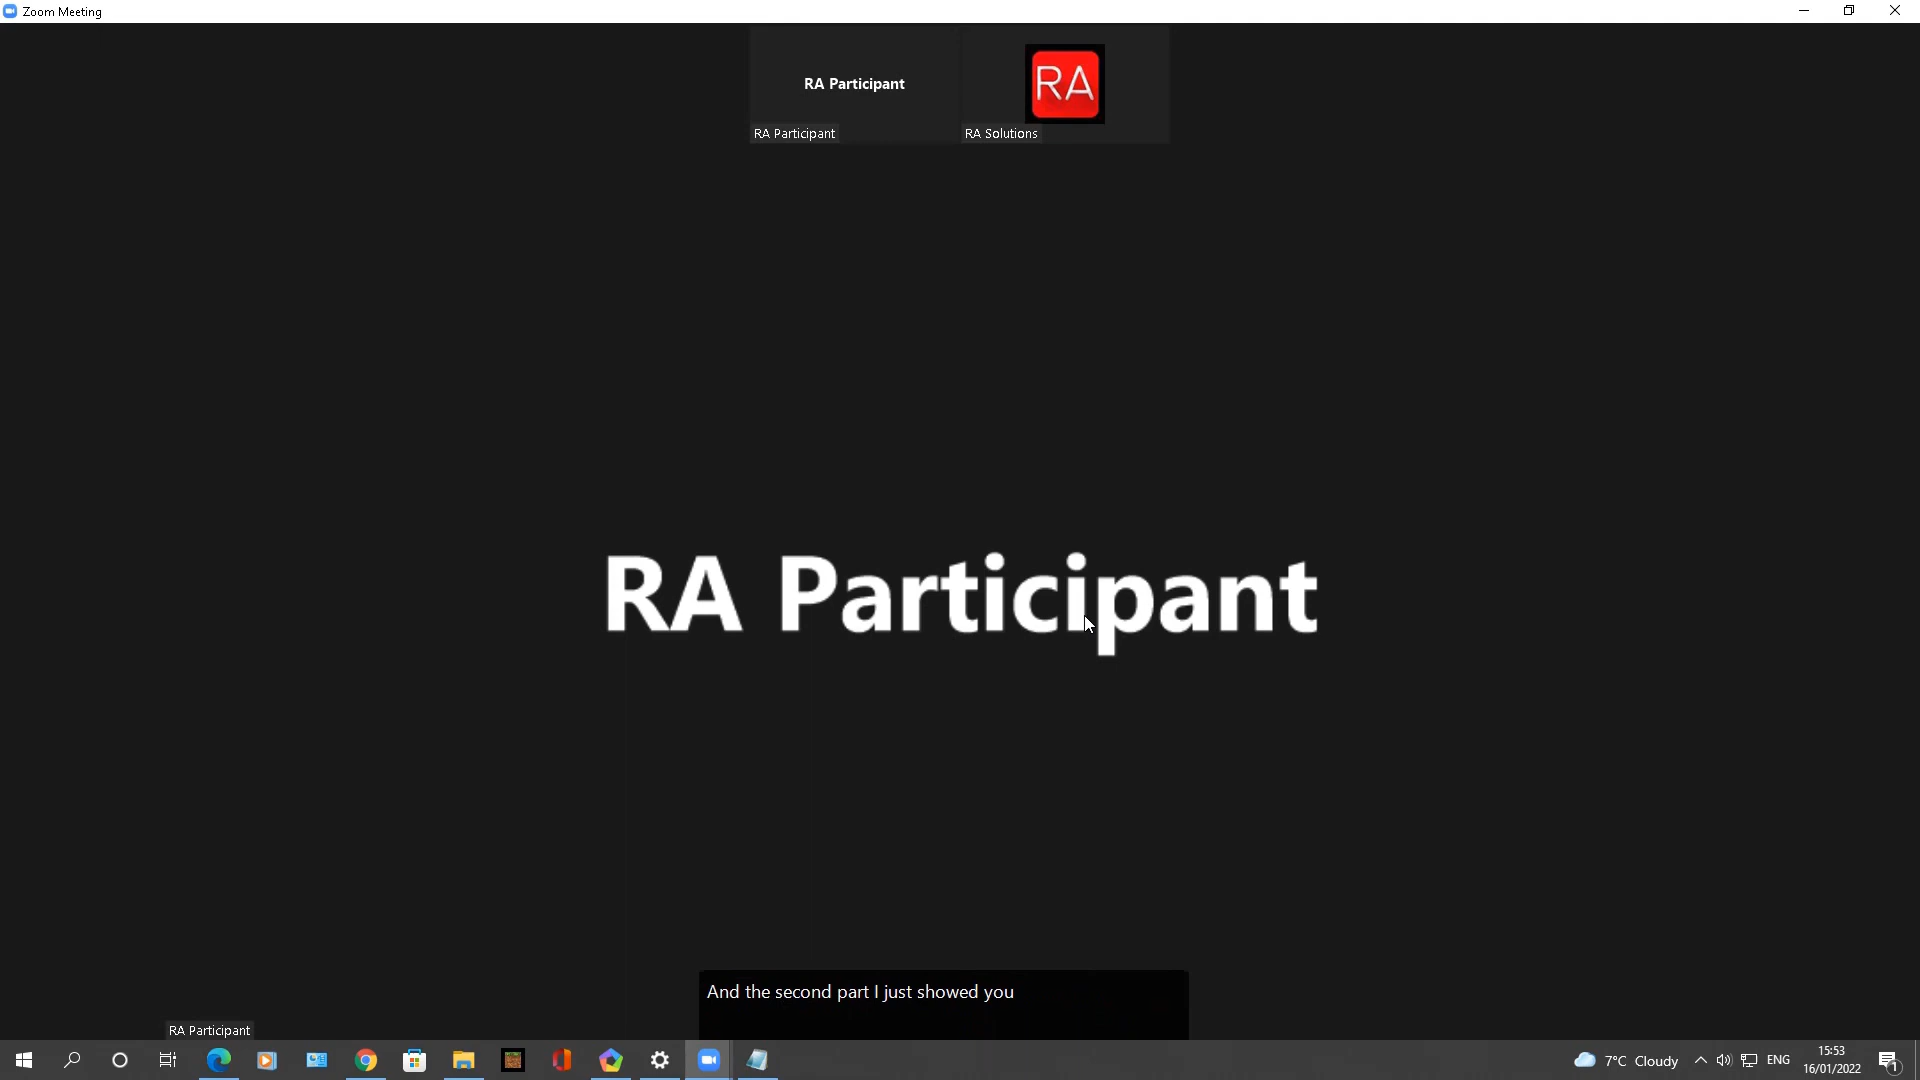 Zoom Meeting
RA Participant
RA
RA Participant
RA Solutions
RA Participant
And the second part I just showed you
RA Participant
7°C Cloudy
ENG
15:53
16/01/2022
1